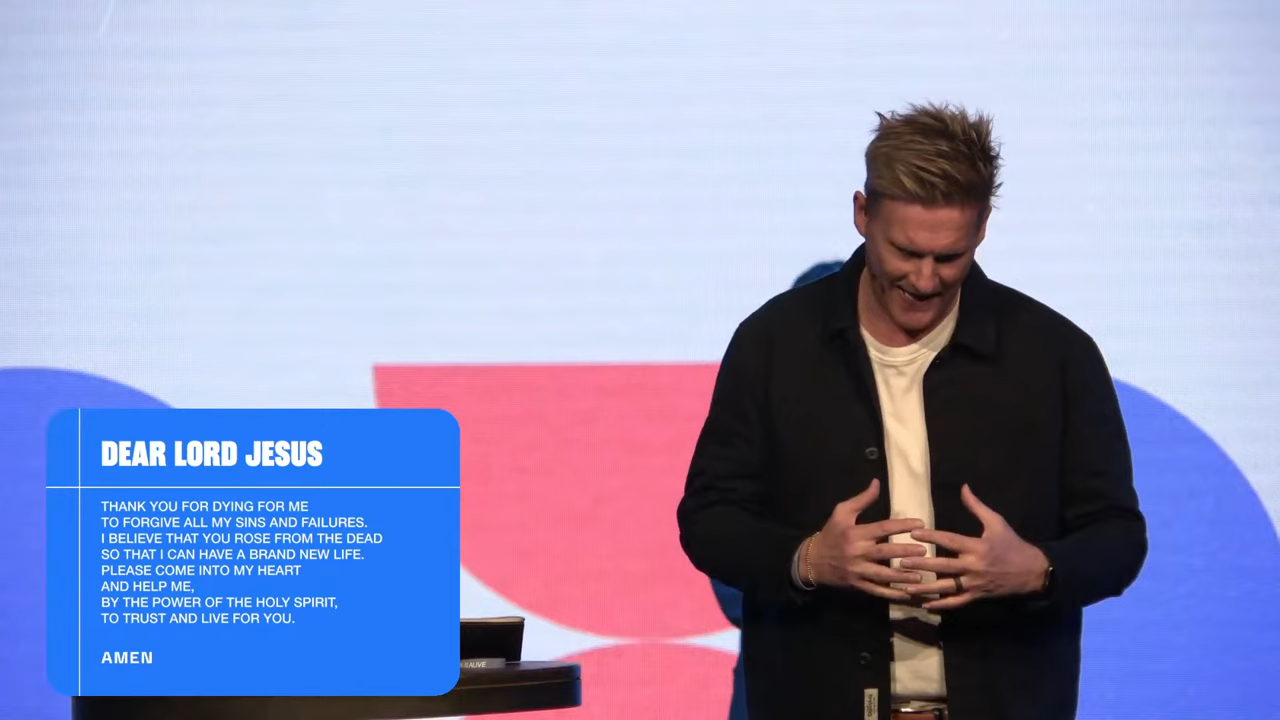 DEAR LORD JESUS
THANK YOU FOR DYING FOR ME
TO FORGIVE ALL MY SINS AND FAILURES.
I BELIEVE THAT YOU ROSE FROM THE DEAD
SO THAT I CAN HAVE A BRAND NEW LIFE.
PLEASE COME INTO MY HEART
AND HELP ME,
BY THE POWER OF THE HOLY SPIRIT,
TO TRUST AND LIVE FOR YOU.
AMEN
ALIVE